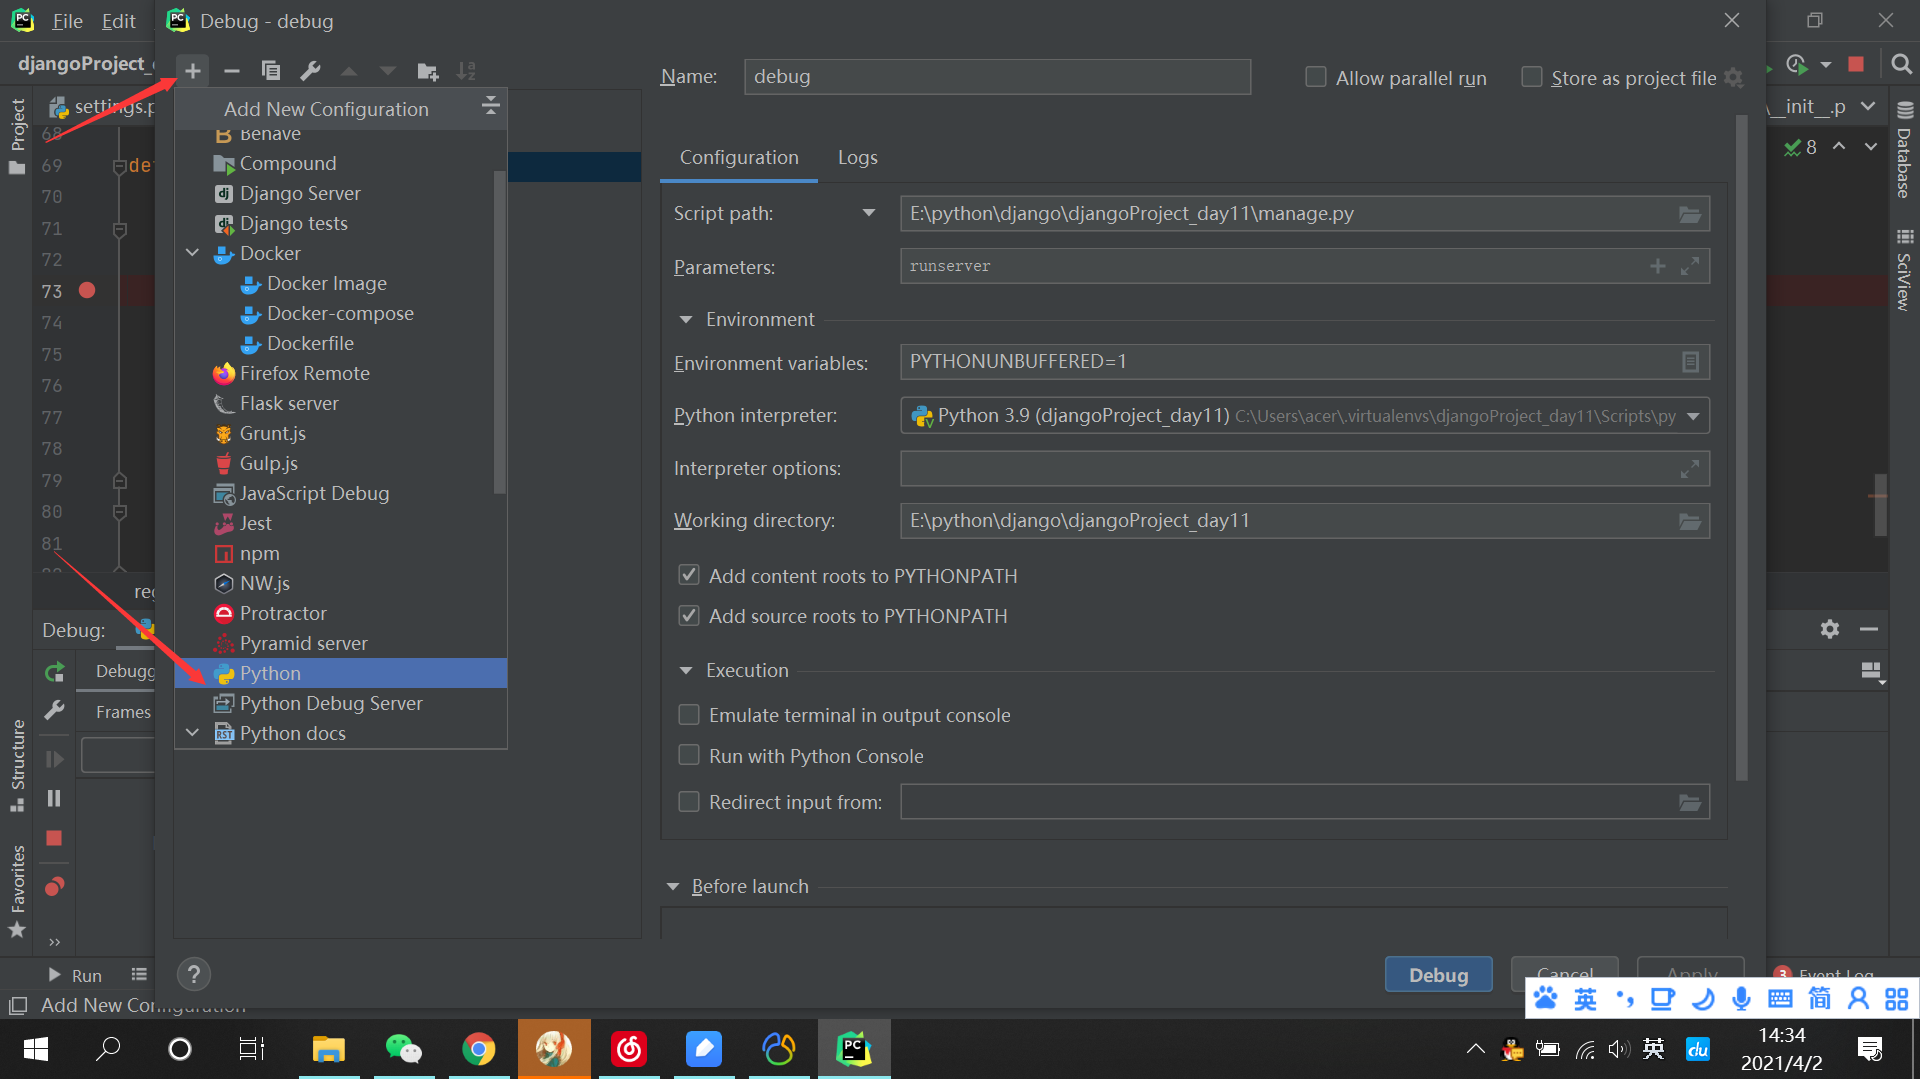 File Edit
Debug - debug
djangoProject_
Name: debug
Allow parallel run
Store as project file
settings.p
__init__.p
Project
Database
SciView
Structure
Favorites
Add New Configuration
Behave
Compound
Django Server
Django tests
Docker
Docker Image
Docker-compose
Dockerfile
Firefox Remote
Flask server
Grunt.js
Gulp.js
JavaScript Debug
Jest
npm
NW.js
Protractor
Pyramid server
Python
Python Debug Server
Python docs
68
69 de
70
71
72
73
74
75
76
77
78
79
80
81
8
reg
Debug:
Debugg
Frames
Configuration Logs
Script path: E:\python\django\djangoProject_day11\manage.py
Parameters: runserver
Environment
Environment variables: PYTHONUNBUFFERED=1
Python interpreter: Python 3.9 (djangoProject_day11) C:\Users\acer\.virtualenvs\djangoProject_day11\Scripts\py
Interpreter options:
Working directory: E:\python\django\djangoProject_day11
Add content roots to PYTHONPATH
Add source roots to PYTHONPATH
Execution
Emulate terminal in output console
Run with Python Console
Redirect input from:
Before launch
?
Debug Cancel Apply
Run
3 Event Log
Add New Configuration
英 简
英
14:34
2021/4/2